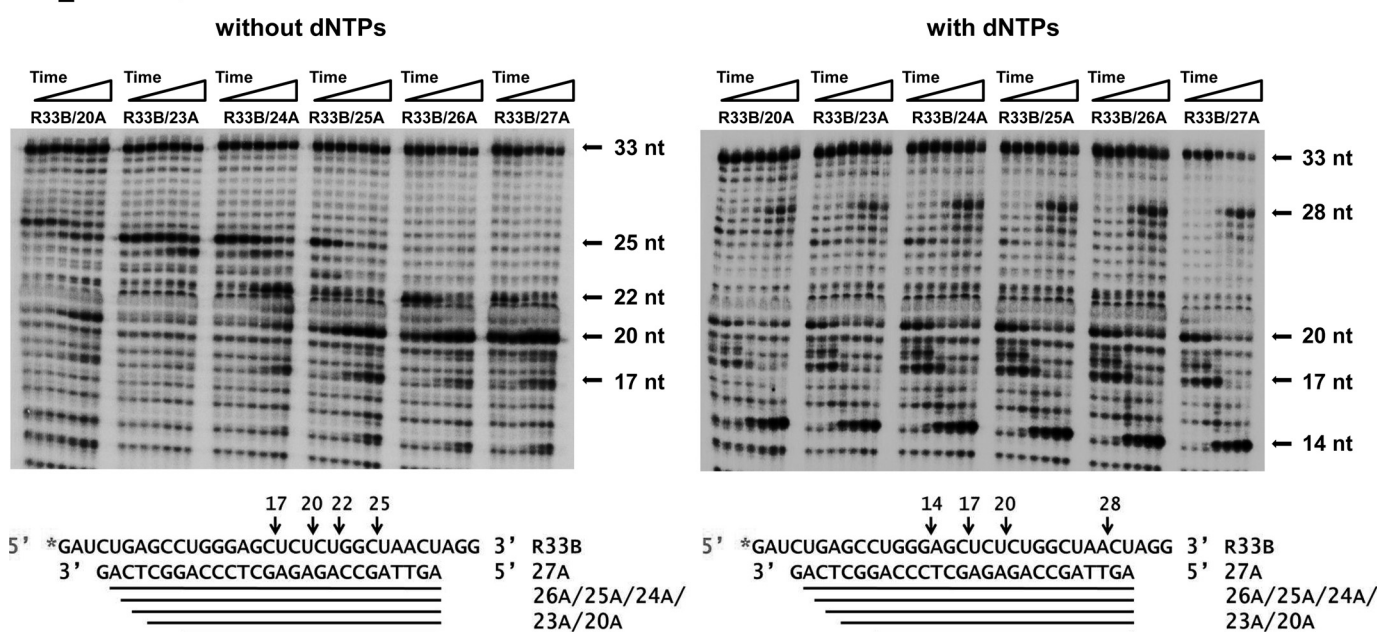 without dNTPs
with dNTPs
Time Time Time Time Time Time
Time Time Time Time Time Time
R33B/20A R33B/23A R33B/24A R33B/25A R33B/26A R33B/27A
R33B/20A R33B/23A R33B/24A R33B/25A R33B/26A R33B/27A
33 nt
25 nt
22 nt
20 nt
17 nt
33 nt
28 nt
20 nt
17 nt
14 nt
17 20 22 25
5' *GAUCUGAGCCUGGGAGCUCUCUGGCUAACUAGG 3' R33B
3' GACTCGGACCCTCGAGAGACCGATTGA 5' 27A
26A/25A/24A/
23A/20A
14 17 20 28
5' *GAUCUGAGCCUGGGAGCUCUCUGGCUAACUAGG 3' R33B
3' GACTCGGACCCTCGAGAGACCGATTGA 5' 27A
26A/25A/24A/
23A/20A